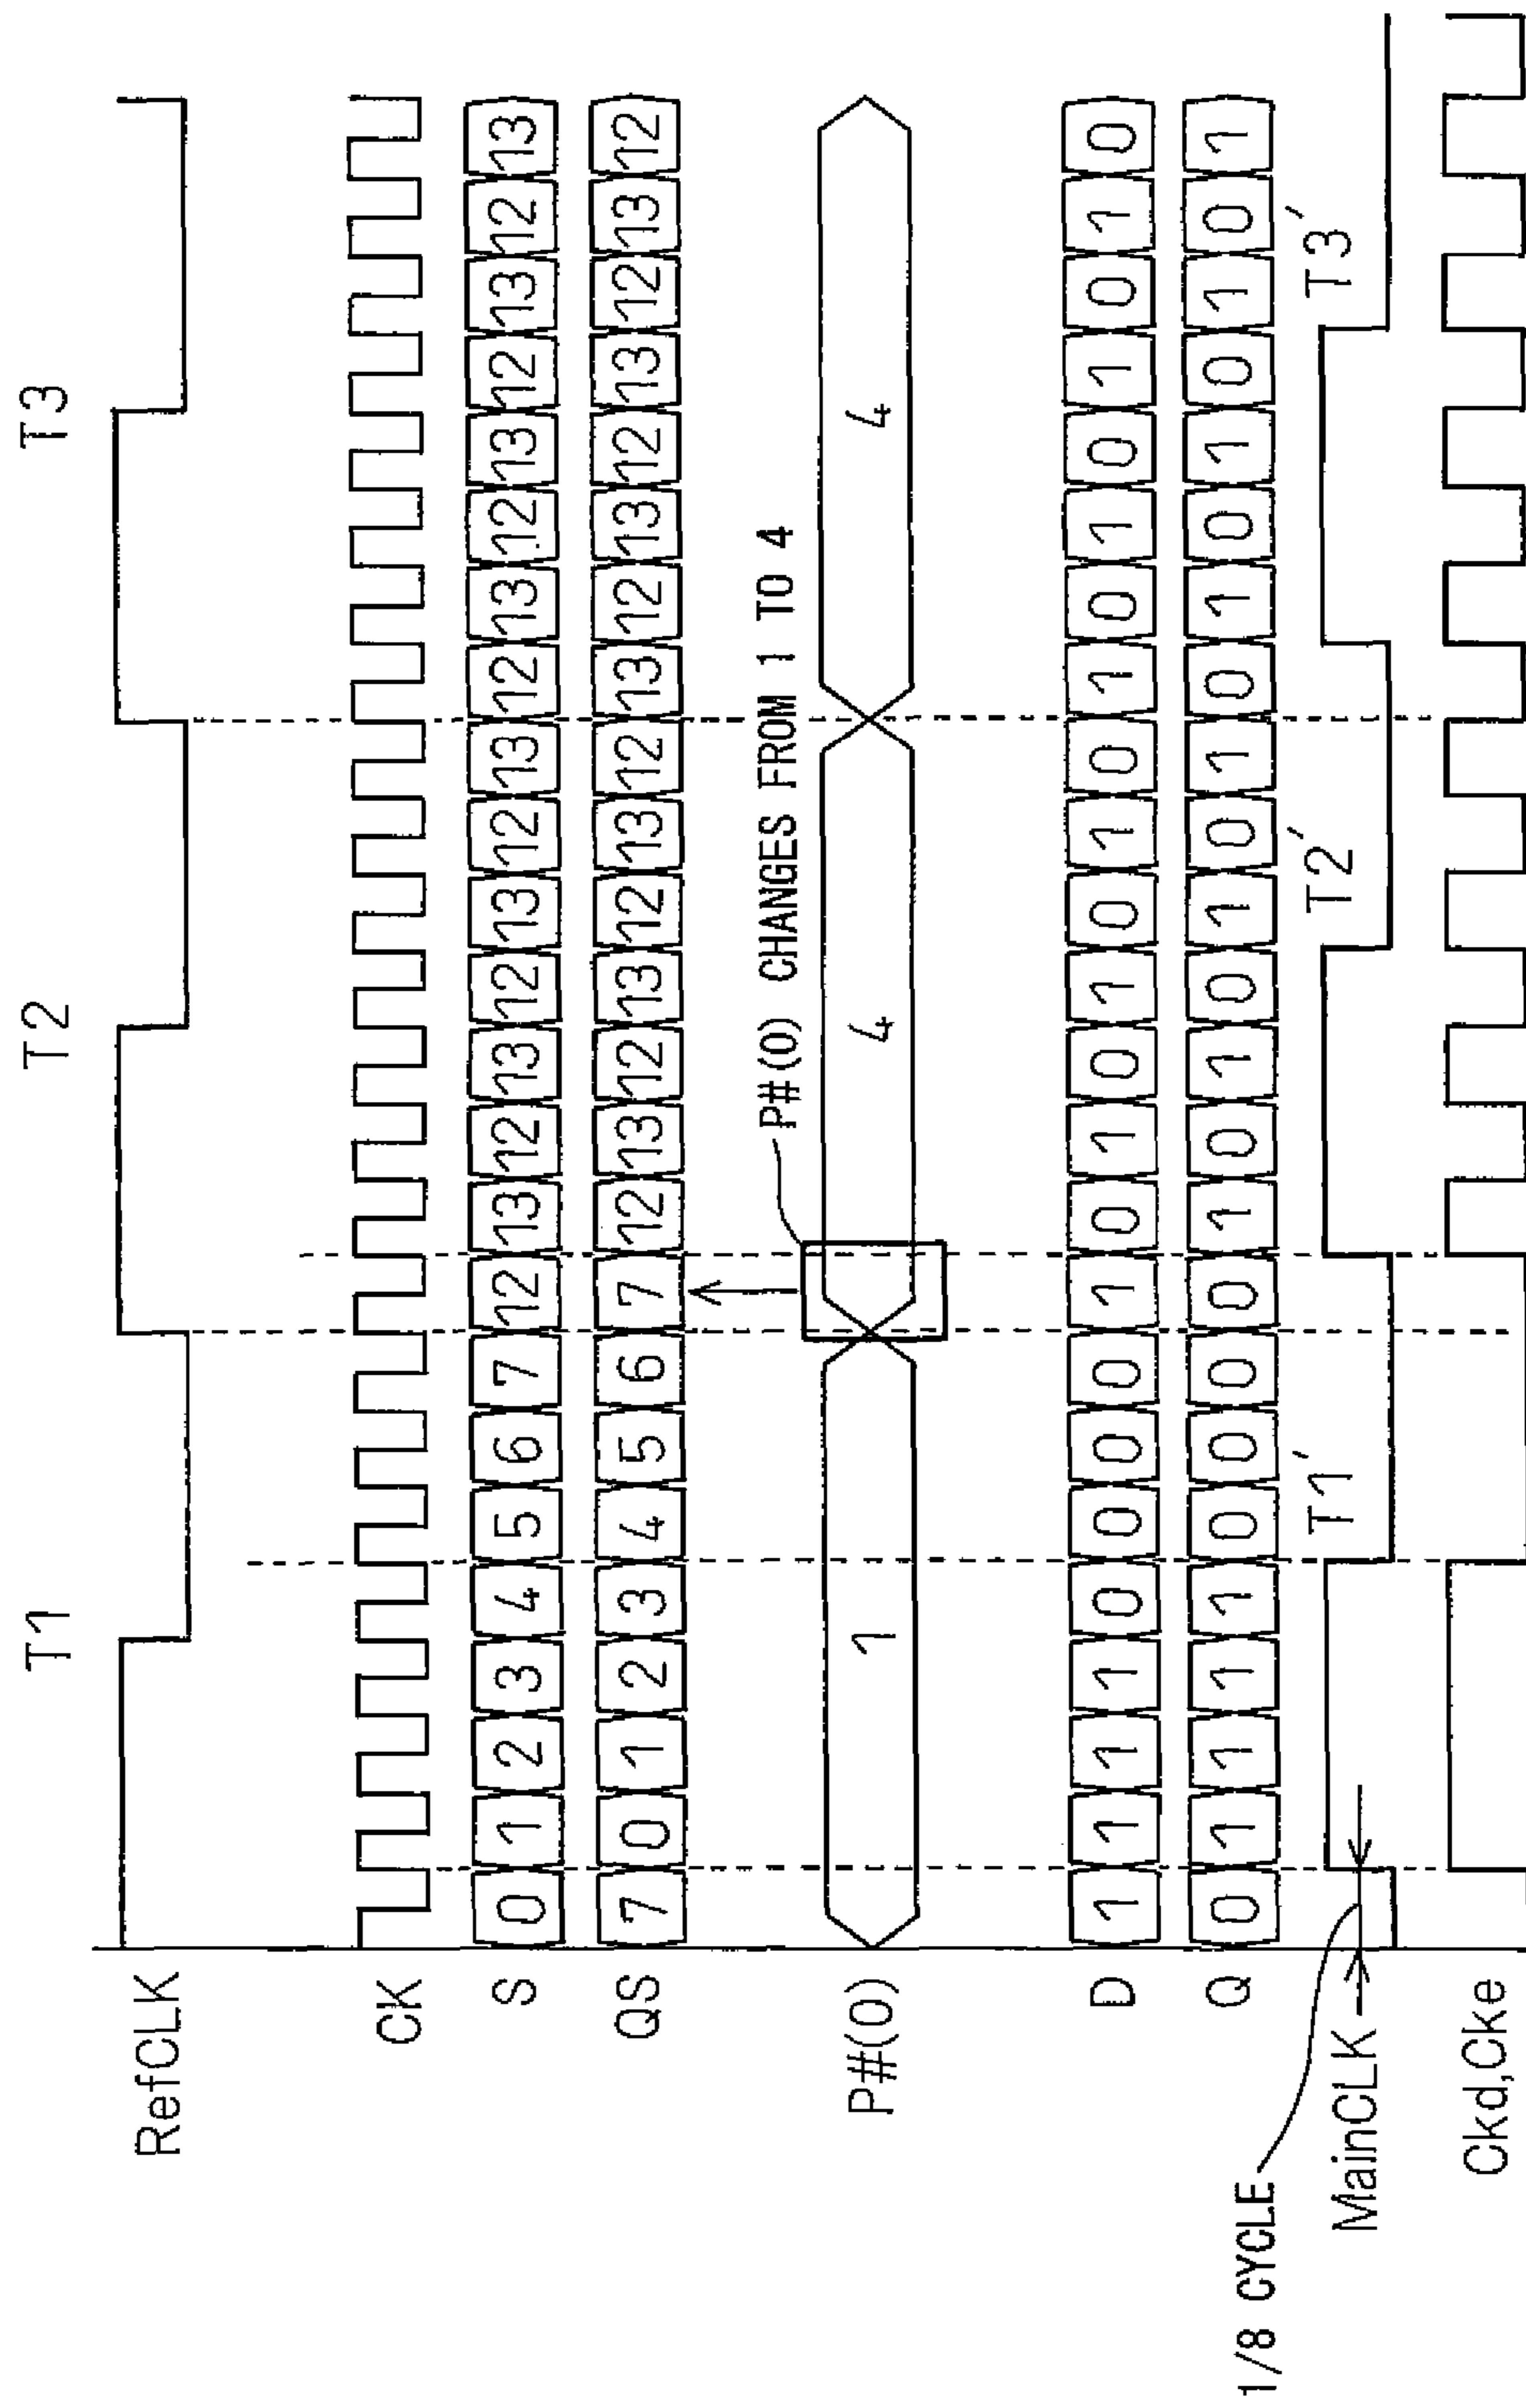 T1 T2 T3
RefCLK
CK
S 0 1 2 3 4 5 6 7 12 13 12 13 12 13 12 13 12 13 12 13 12 13 12 13
QS 7 0 1 2 3 4 5 6 7 12 13 12 13 12 13 12 13 12 13 12 13 12 13 12
P#(0) CHANGES FROM 1 TO 4
P#(0) 1 4 4
D 1 1 1 1 0 0 0 0 1 0 1 0 1 0 1 0 1 0 1 0 1 0 1 0
Q 0 1 1 1 1 0 0 0 0 1 0 1 0 1 0 1 0 1 0 1 0 1 0 1
1/8 CYCLE
T1' T2' T3'
MainCLK
Ckd,Cke